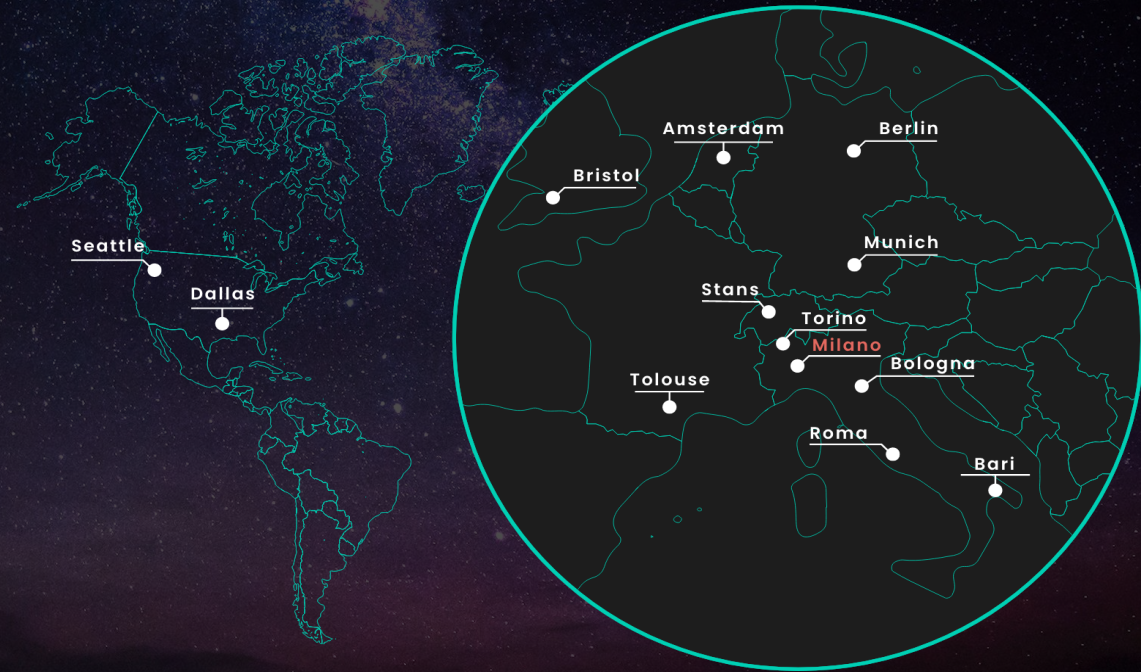 Seattle
Dallas
Amsterdam
Berlin
Bristol
Munich
Stans
Torino
Milano
Bologna
Tolouse
Roma
Bari